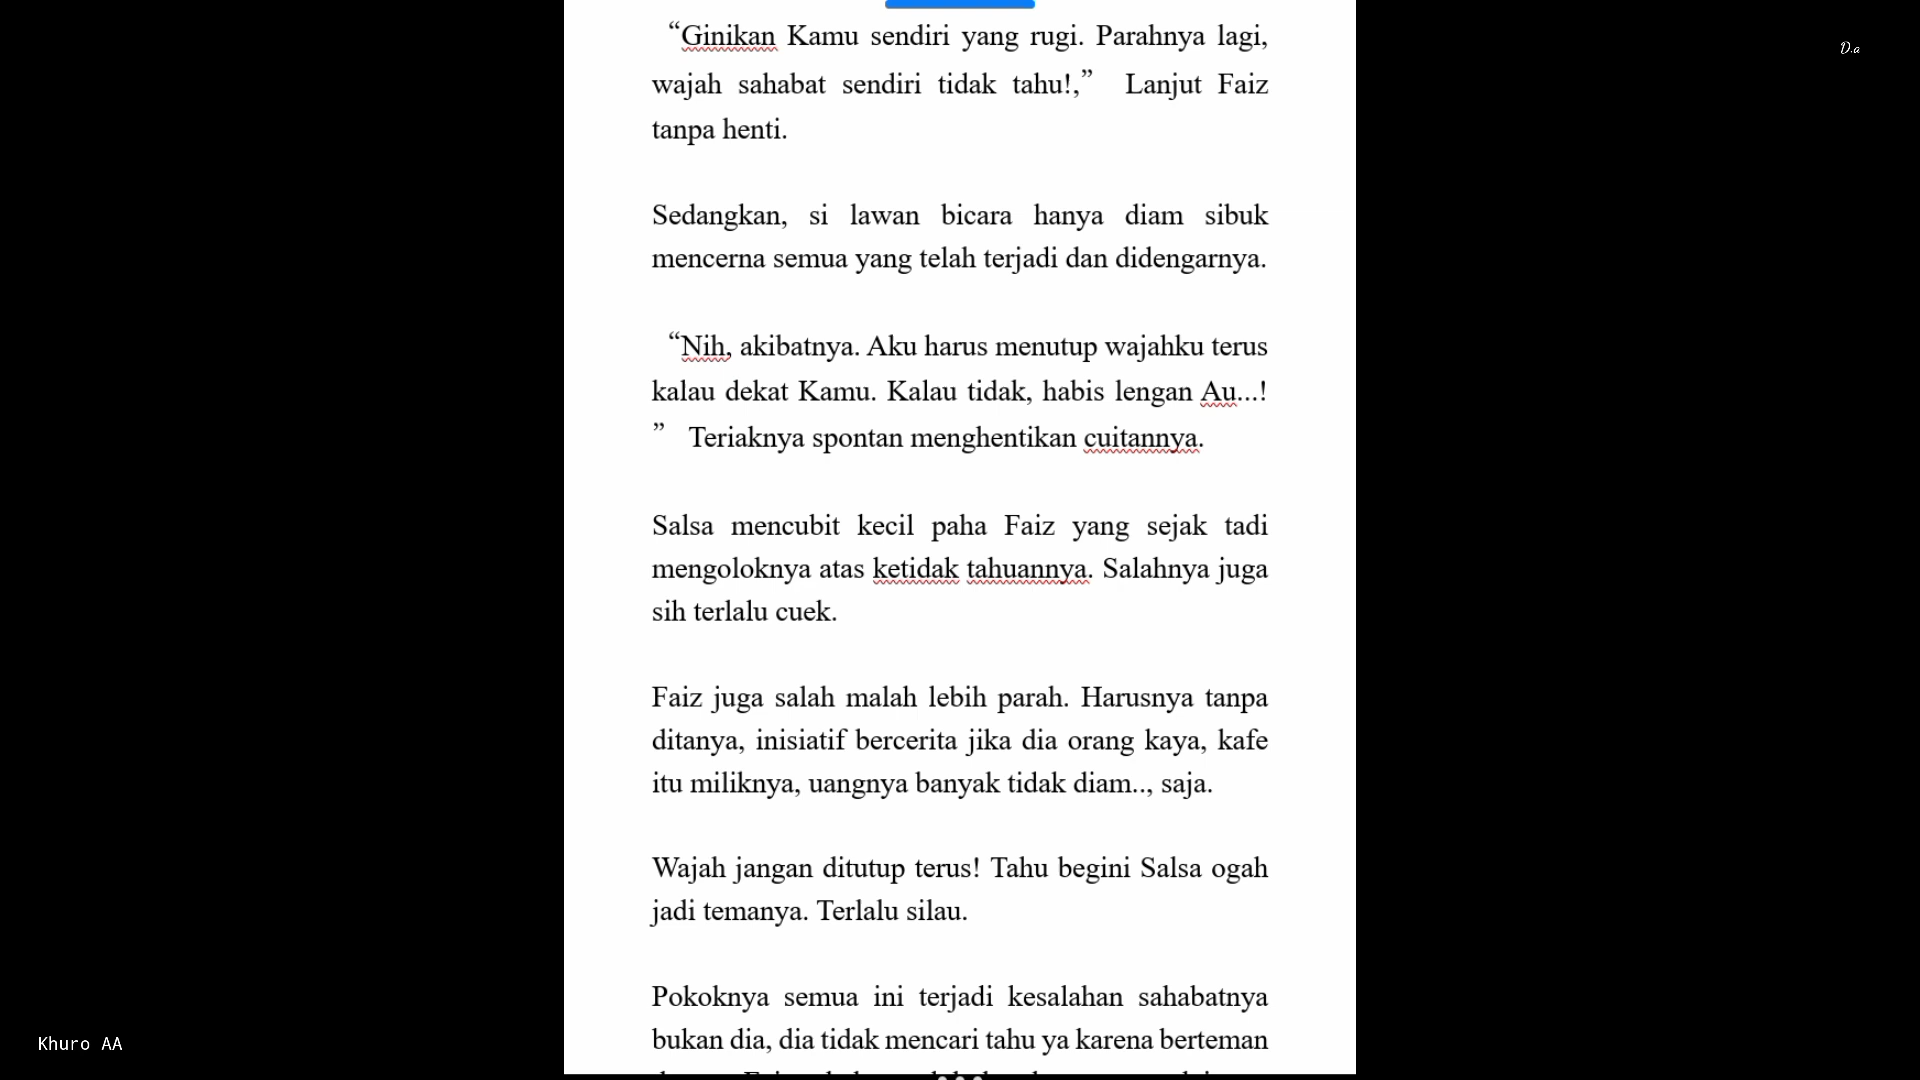 “Ginikan Kamu sendiri yang rugi. Parahnya lagi,
wajah sahabat sendiri tidak tahu!,” Lanjut Faiz
tanpa henti.
Sedangkan, si lawan bicara hanya diam sibuk
mencerna semua yang telah terjadi dan didengarnya.
“Nih, akibatnya. Aku harus menutup wajahku terus
kalau dekat Kamu. Kalau tidak, habis lengan Au...!
” Teriaknya spontan menghentikan cuitannya.
Salsa mencubit kecil paha Faiz yang sejak tadi
mengoloknya atas ketidak tahuannya. Salahnya juga
sih terlalu cuek.
Faiz juga salah malah lebih parah. Harusnya tanpa
ditanya, inisiatif bercerita jika dia orang kaya, kafe
itu miliknya, uangnya banyak tidak diam.., saja.
Wajah jangan ditutup terus! Tahu begini Salsa ogah
jadi temanya. Terlalu silau.
Pokoknya semua ini terjadi kesalahan sahabatnya
bukan dia, dia tidak mencari tahu ya karena berteman
D.a
Khuro AA